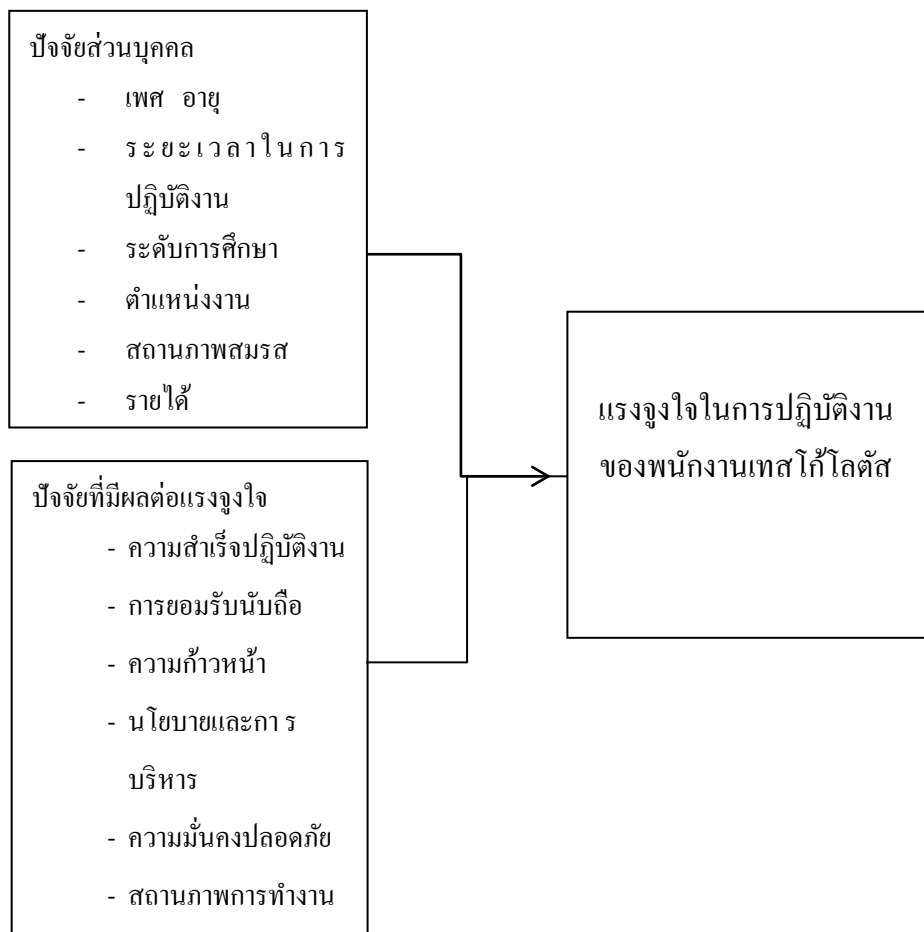 ปัจจัยส่วนบุคคล
- เพศ อายุ
- ระยะเวลาในการ
ปฏิบัติงาน
- ระดับการศึกษา
- ตำแหน่งงาน
- สถานภาพสมรส
- รายได้
ปัจจัยที่มีผลต่อแรงจูงใจ
- ความสำเร็จปฏิบัติงาน
- การยอมรับนับถือ
- ความก้าวหน้า
- นโยบายและการ
บริหาร
- ความมั่นคงปลอดภัย
- สถานภาพการทำงาน
แรงจูงใจในการปฏิบัติงาน
ของพนักงานเทสโก้โลตัส